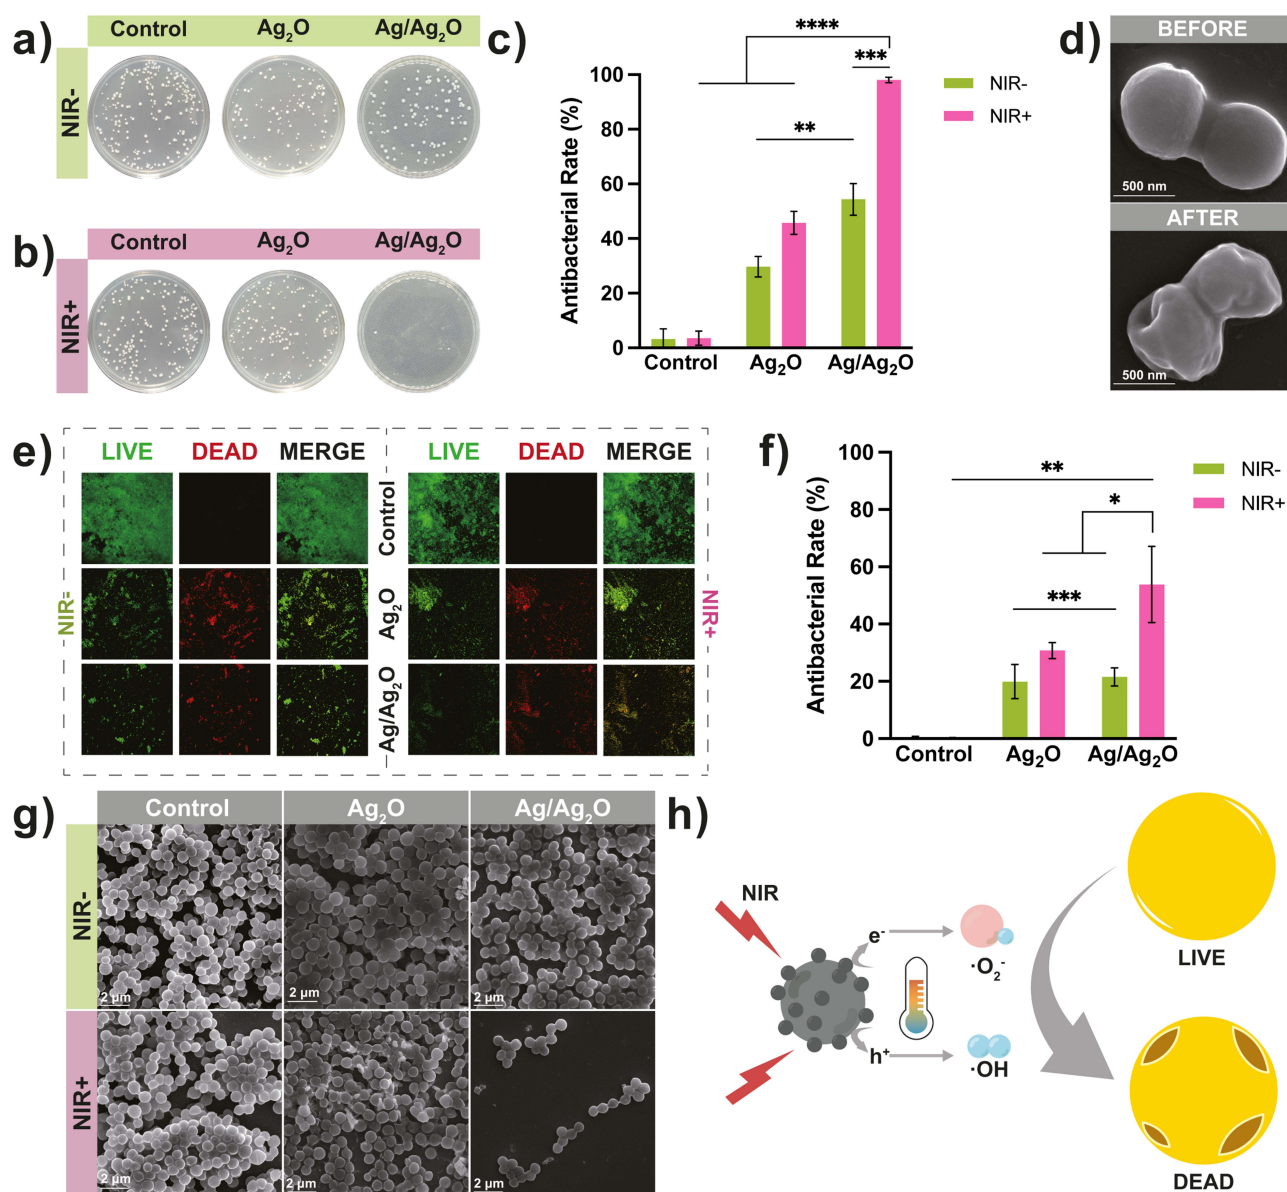 a)
Control Ag₂O Ag/Ag₂O
NIR-
b)
Control Ag₂O Ag/Ag₂O
NIR+
c)
Antibacterial Rate (%)
100
80
60
40
20
0
Control Ag₂O Ag/Ag₂O
**** 
***
**
NIR-
NIR+
d)
BEFORE
500 nm
AFTER
500 nm
e)
LIVE DEAD MERGE LIVE DEAD MERGE
NIR-
Control
Ag₂O
Ag/Ag₂O
NIR+
f)
Antibacterial Rate (%)
100
80
60
40
20
0
Control Ag₂O Ag/Ag₂O
**
*
***
NIR-
NIR+
g)
Control Ag₂O Ag/Ag₂O
NIR-
2 μm 2 μm 2 μm
NIR+
2 μm 2 μm 2 μm
h)
NIR
e⁻
·O₂⁻
h⁺
·OH
LIVE
DEAD